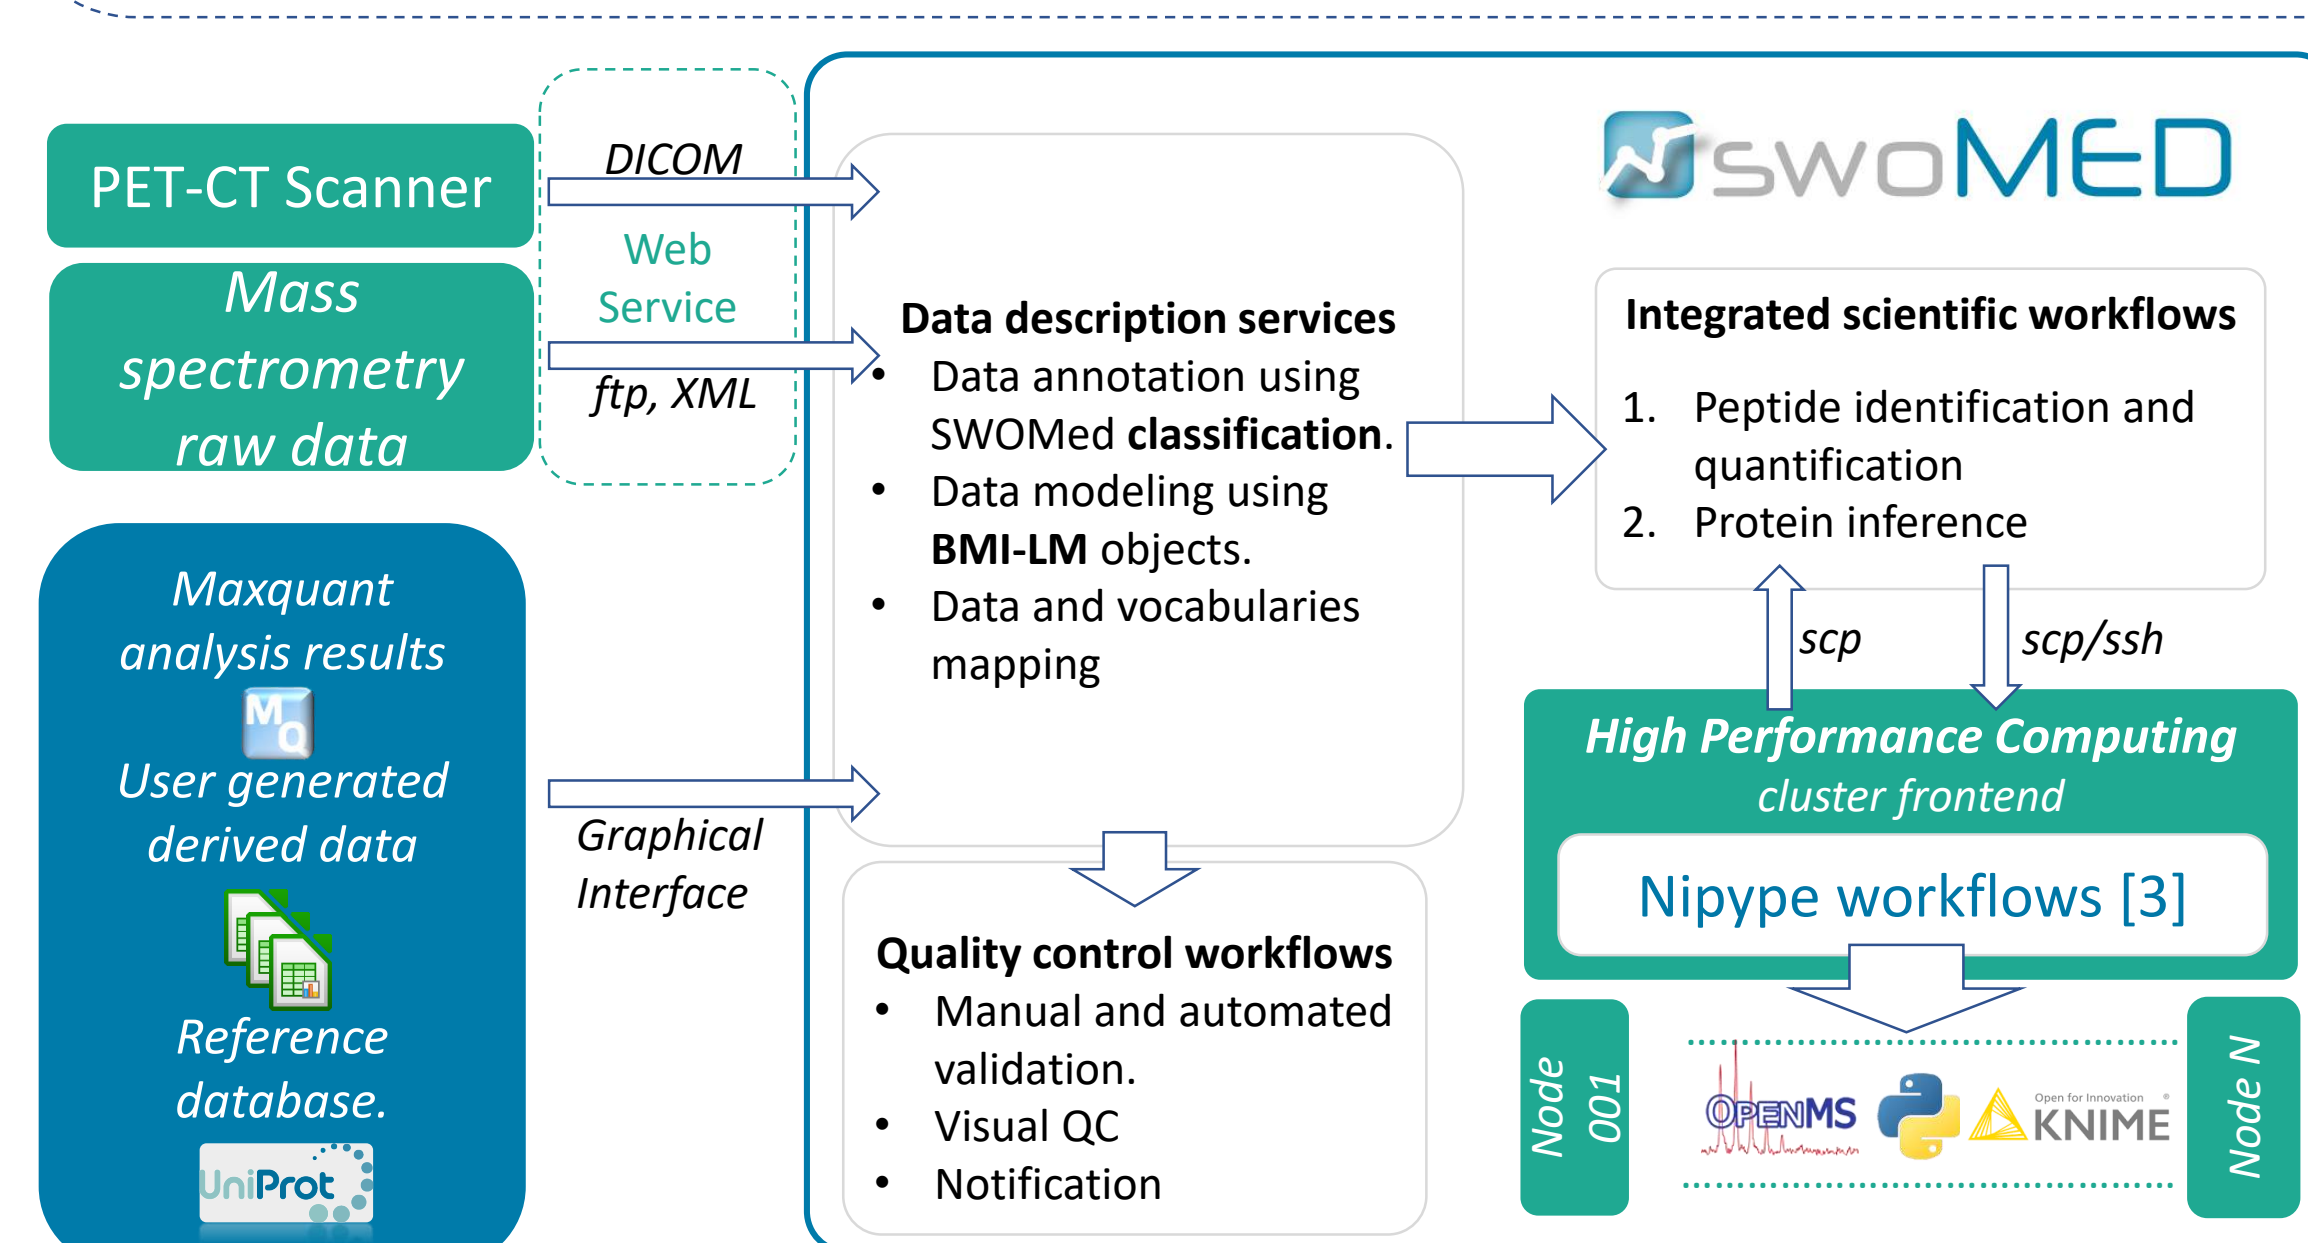 PET-CT Scanner
Mass
spectrometry
raw data
DICOM
Web
Service
ftp, XML
Maxquant
analysis results
M
Q
User generated
derived data
Reference
database.
UniProt
Graphical
Interface
Data description services
• Data annotation using
SWOMed classification.
• Data modeling using
BMI-LM objects.
• Data and vocabularies
mapping
Quality control workflows
• Manual and automated
validation.
• Visual QC
• Notification
swoMED
Integrated scientific workflows
1. Peptide identification and
quantification
2. Protein inference
scp
scp/ssh
High Performance Computing
cluster frontend
Nipype workflows [3]
Node
001
OPENMS
Open for Innovation ®
KNIME
Node N